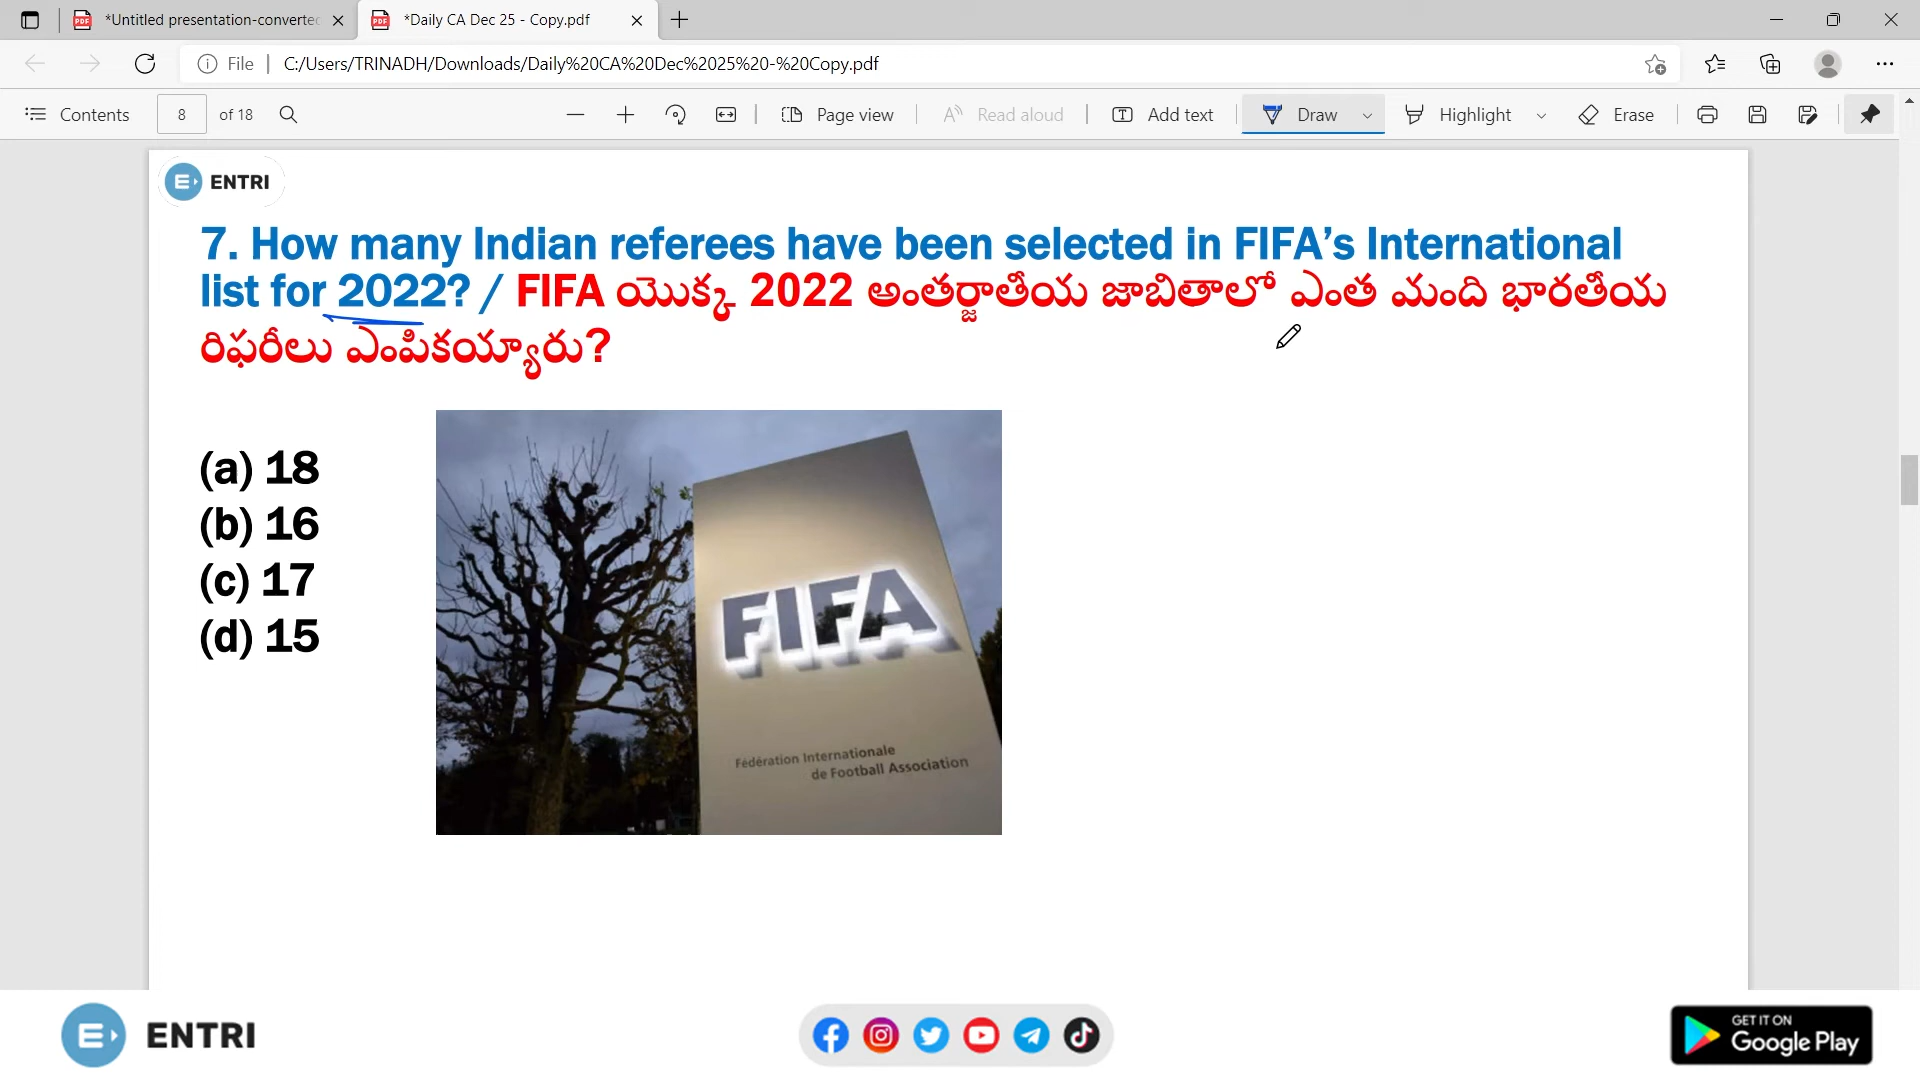 *Untitled presentation-converted
*Daily CA Dec 25 - Copy.pdf
File
C:/Users/TRINADH/Downloads/Daily%20CA%20Dec%2025%20-%20Copy.pdf
Contents
8
of 18
Page view
Read aloud
Add text
Draw
Highlight
Erase
E ENTRI
7. How many Indian referees have been selected in FIFA's International
list for 2022? / FIFA యొక్క 2022 అంతర్జాతీయ జాబితాలో ఎంత మంది భారతీయ
రిఫరీలు ఎంపికయ్యారు?
(a) 18
(b) 16
(c) 17
(d) 15
FIFA
Fédération Internationale
de Football Association
E ENTRI
GET IT ON
Google Play